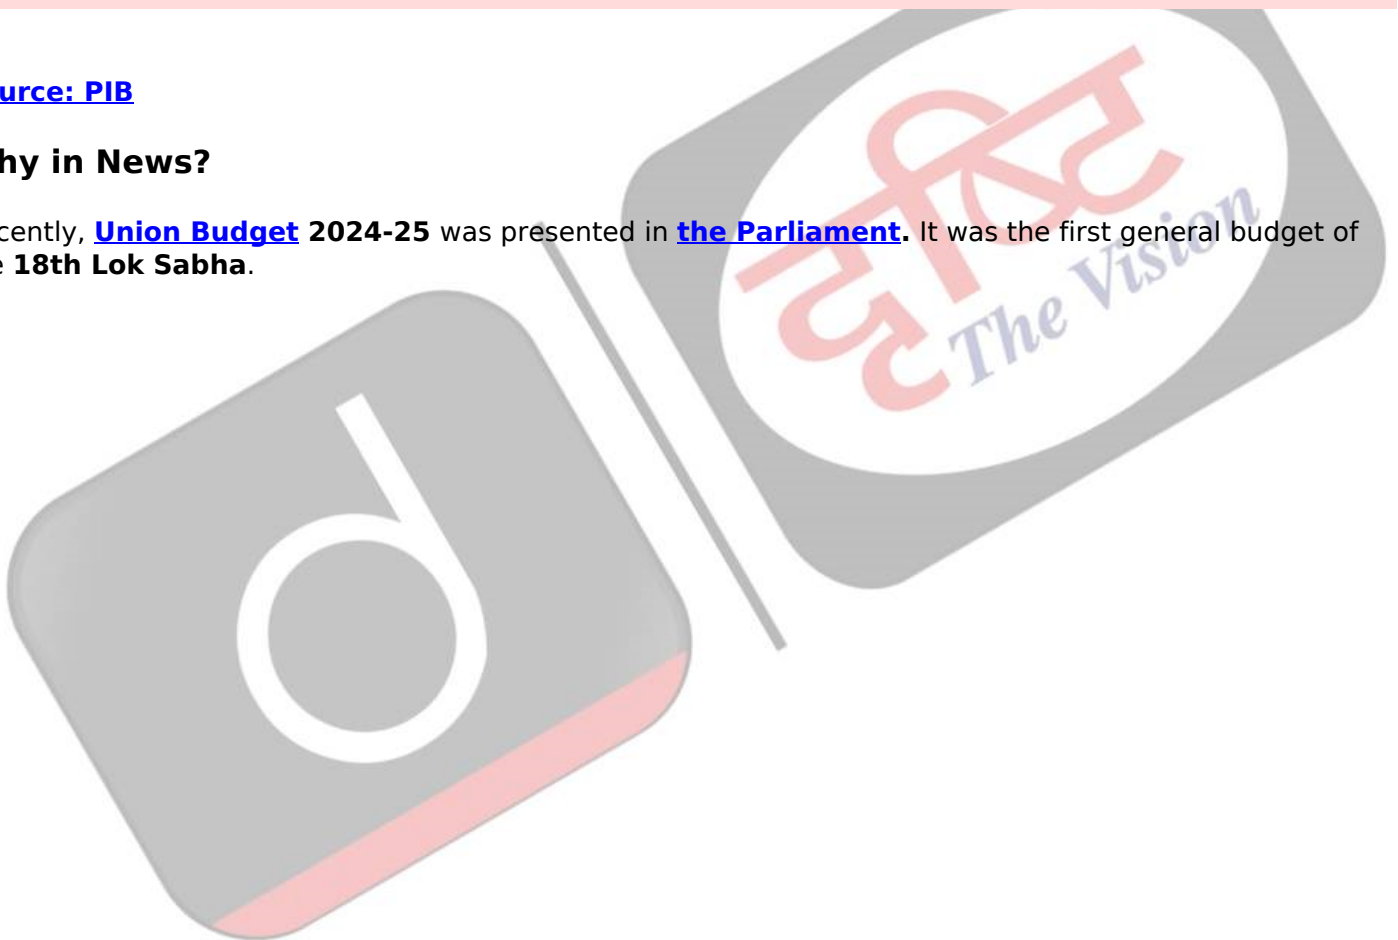 urce: PIB
hy in News?
cently, Union Budget 2024-25 was presented in the Parliament. It was the first general budget of
e 18th Lok Sabha.
दृष्टि
The Vision
d